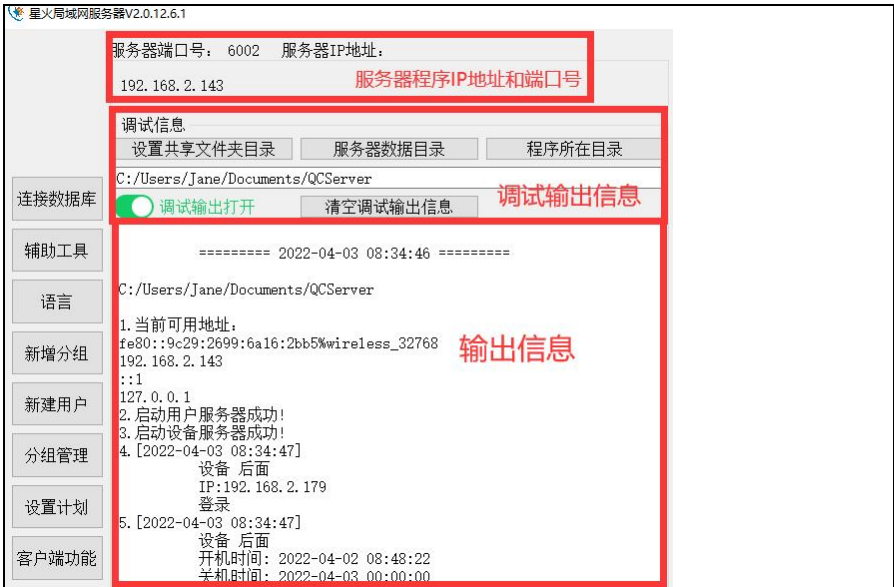 星火局域网服务器V2.0.12.6.1
服务器端口号: 6002 服务器IP地址:
192.168.2.143 服务器程序IP地址和端口号
调试信息
设置共享文件夹目录 服务器数据目录 程序所在目录
C:/Users/Jane/Documents/QCServer
调试输出信息
连接数据库
调试输出打开 清空调试输出信息
辅助工具
========= 2022-04-03 08:34:46 =========
语言
C:/Users/Jane/Documents/QCServer
1.当前可用地址:
fe80::9c29:2699:6a16:2bb5%wireless_32768
输出信息
新增分组
192.168.2.143
::1
127.0.0.1
新建用户
2.启动用户服务器成功!
3.启动设备服务器成功!
4.[2022-04-03 08:34:47]
分组管理
设备 后面
IP:192.168.2.179
设置计划
登录
5.[2022-04-03 08:34:47]
设备 后面
客户端功能
开机时间: 2022-04-02 08:48:22
关机时间: 2022-04-03 00:00:00